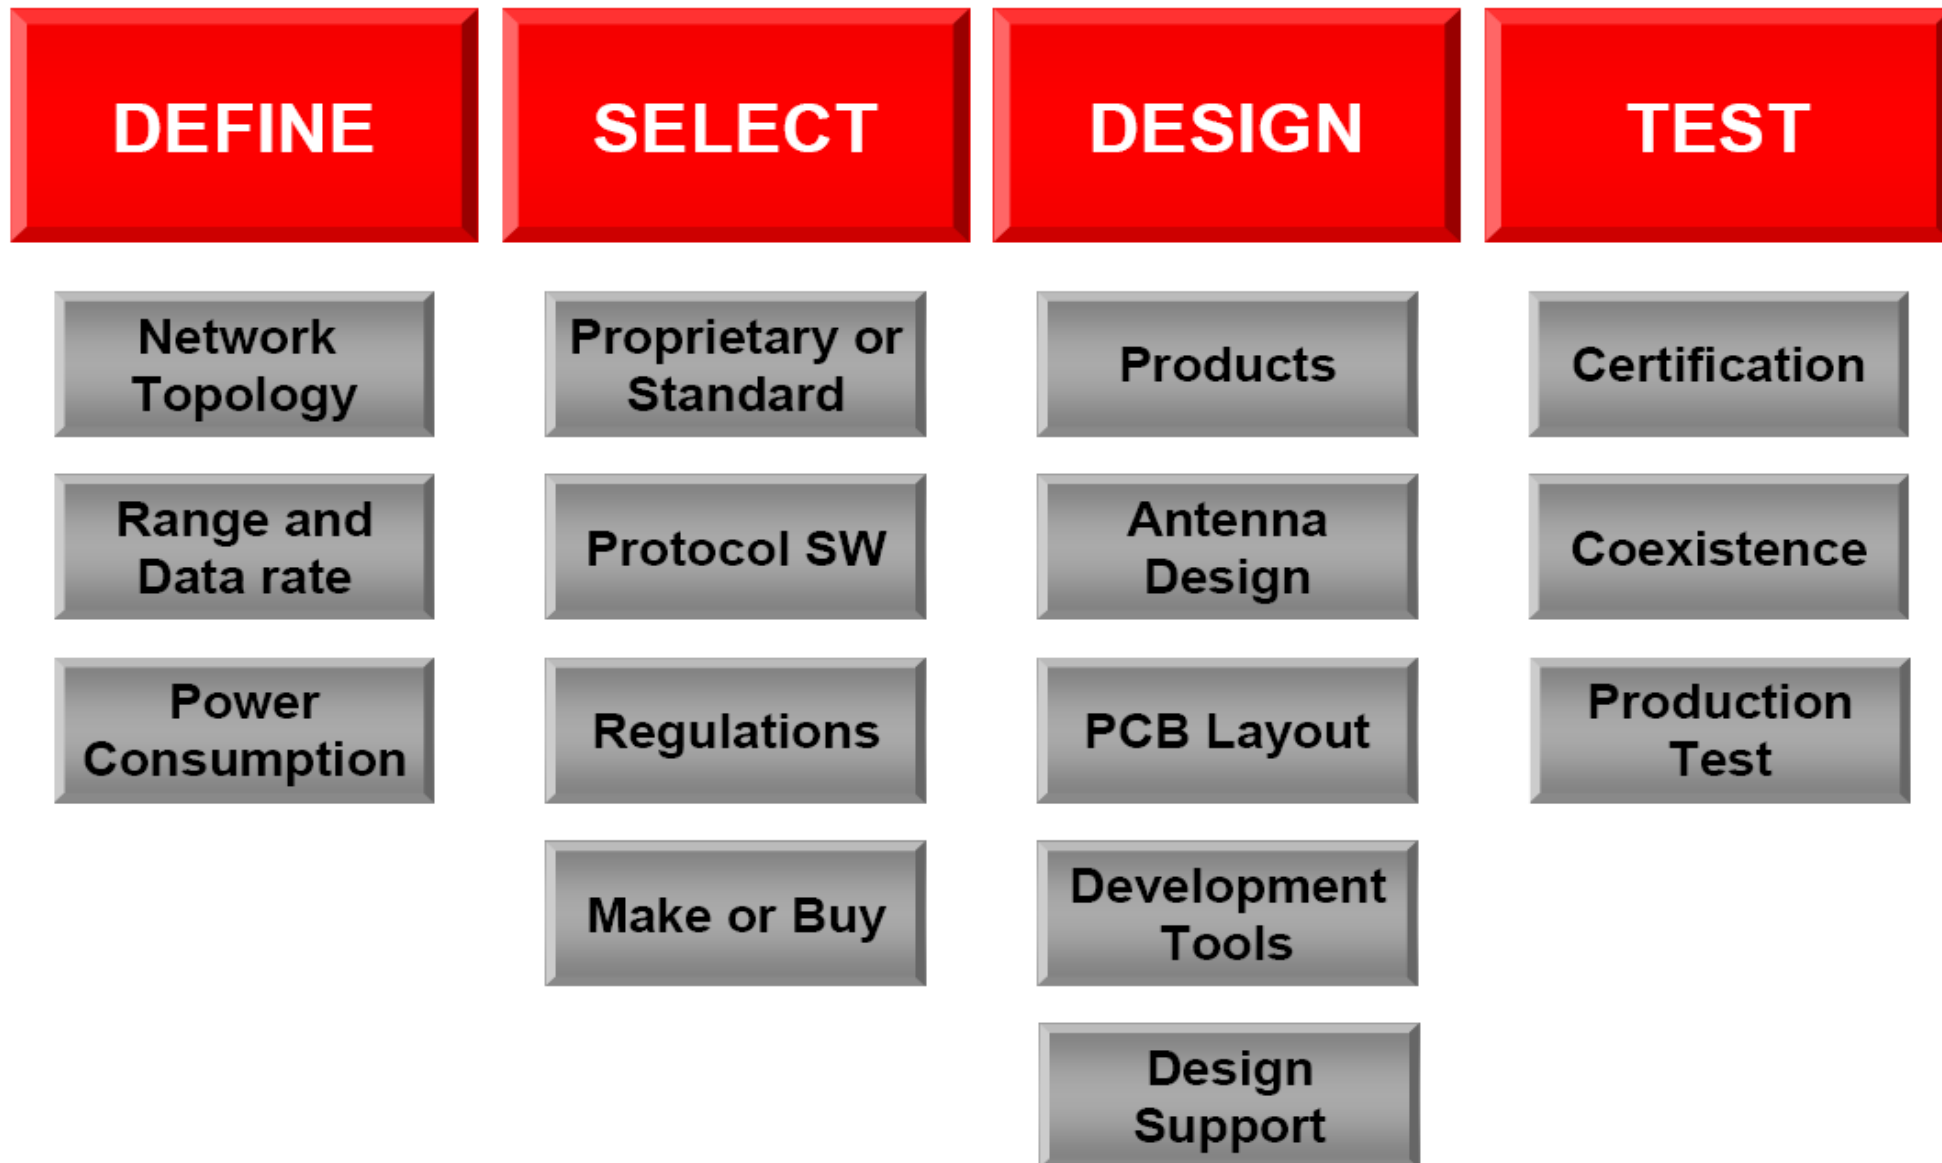 DEFINE
SELECT
DESIGN
TEST
Network
Topology
Range and
Data rate
Power
Consumption
Proprietary or
Standard
Protocol SW
Regulations
Make or Buy
Products
Antenna
Design
PCB Layout
Development
Tools
Design
Support
Certification
Coexistence
Production
Test